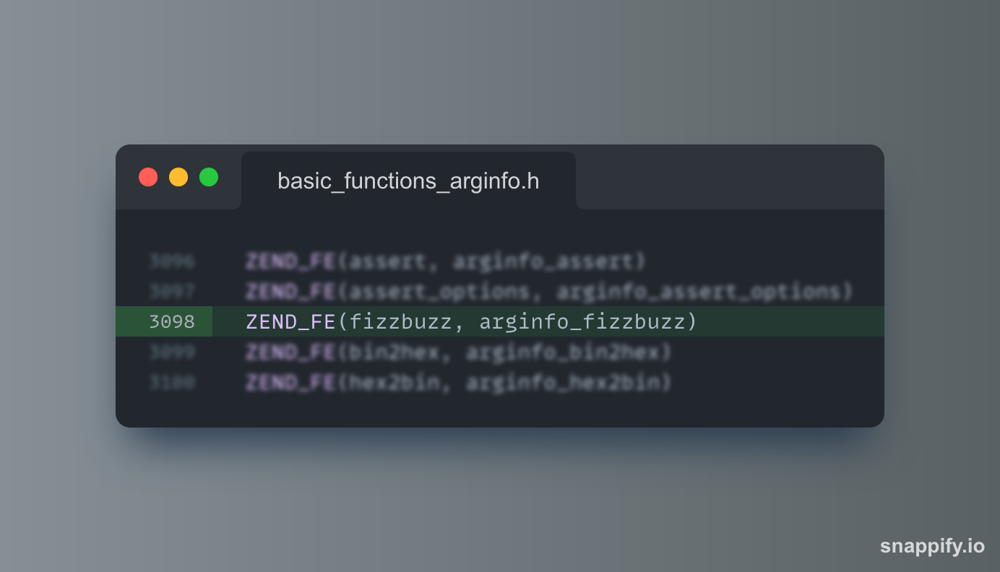 basic_functions_arginfo.h
3096 ZEND_FE(assert, arginfo_assert)
3097 ZEND_FE(assert_options, arginfo_assert_options)
3098 ZEND_FE(fizzbuzz, arginfo_fizzbuzz)
3099 ZEND_FE(bin2hex, arginfo_bin2hex)
3100 ZEND_FE(hex2bin, arginfo_hex2bin)
snappify.io